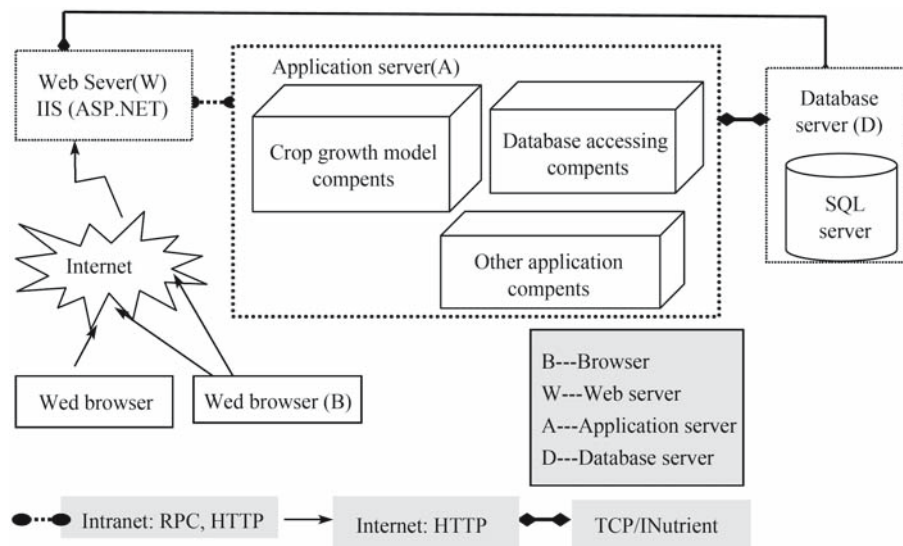 Web Sever(W)
IIS (ASP.NET)
Application server(A)
Crop growth model
compents
Database accessing
compents
Other application
compents
Database
server (D)
SQL
server
Internet
Wed browser
Wed browser (B)
B---Browser
W---Web server
A---Application server
D---Database server
Intranet: RPC, HTTP
Internet: HTTP
TCP/INutrient